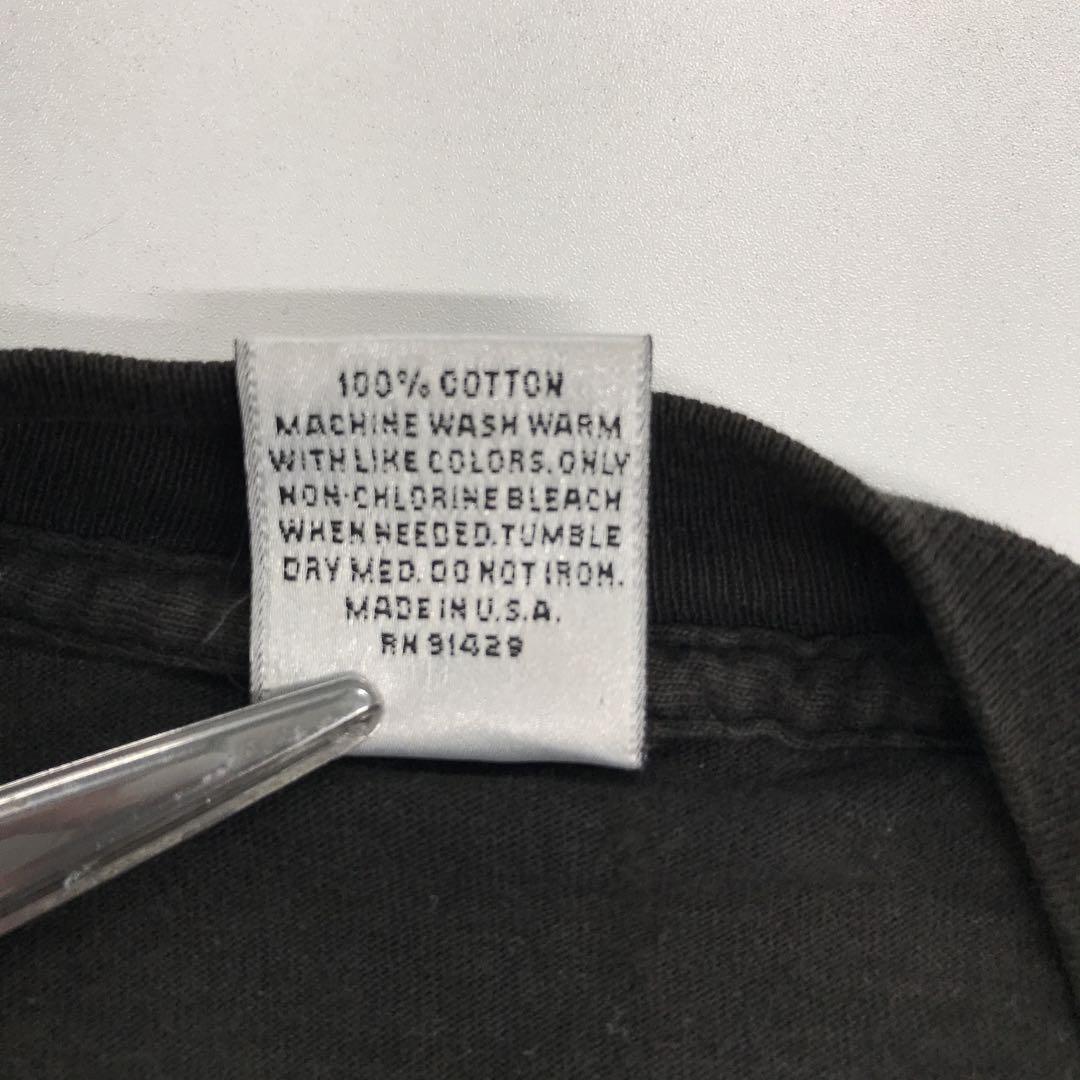 100% COTTON
MACHINE WASH WARM
WITH LIKE COLORS. ONLY
NON-CHLORINE BLEACH
WHEN NEEDED. TUMBLE
DRY MED. DO NOT IRON.
MADE IN U.S.A.
RN 91429